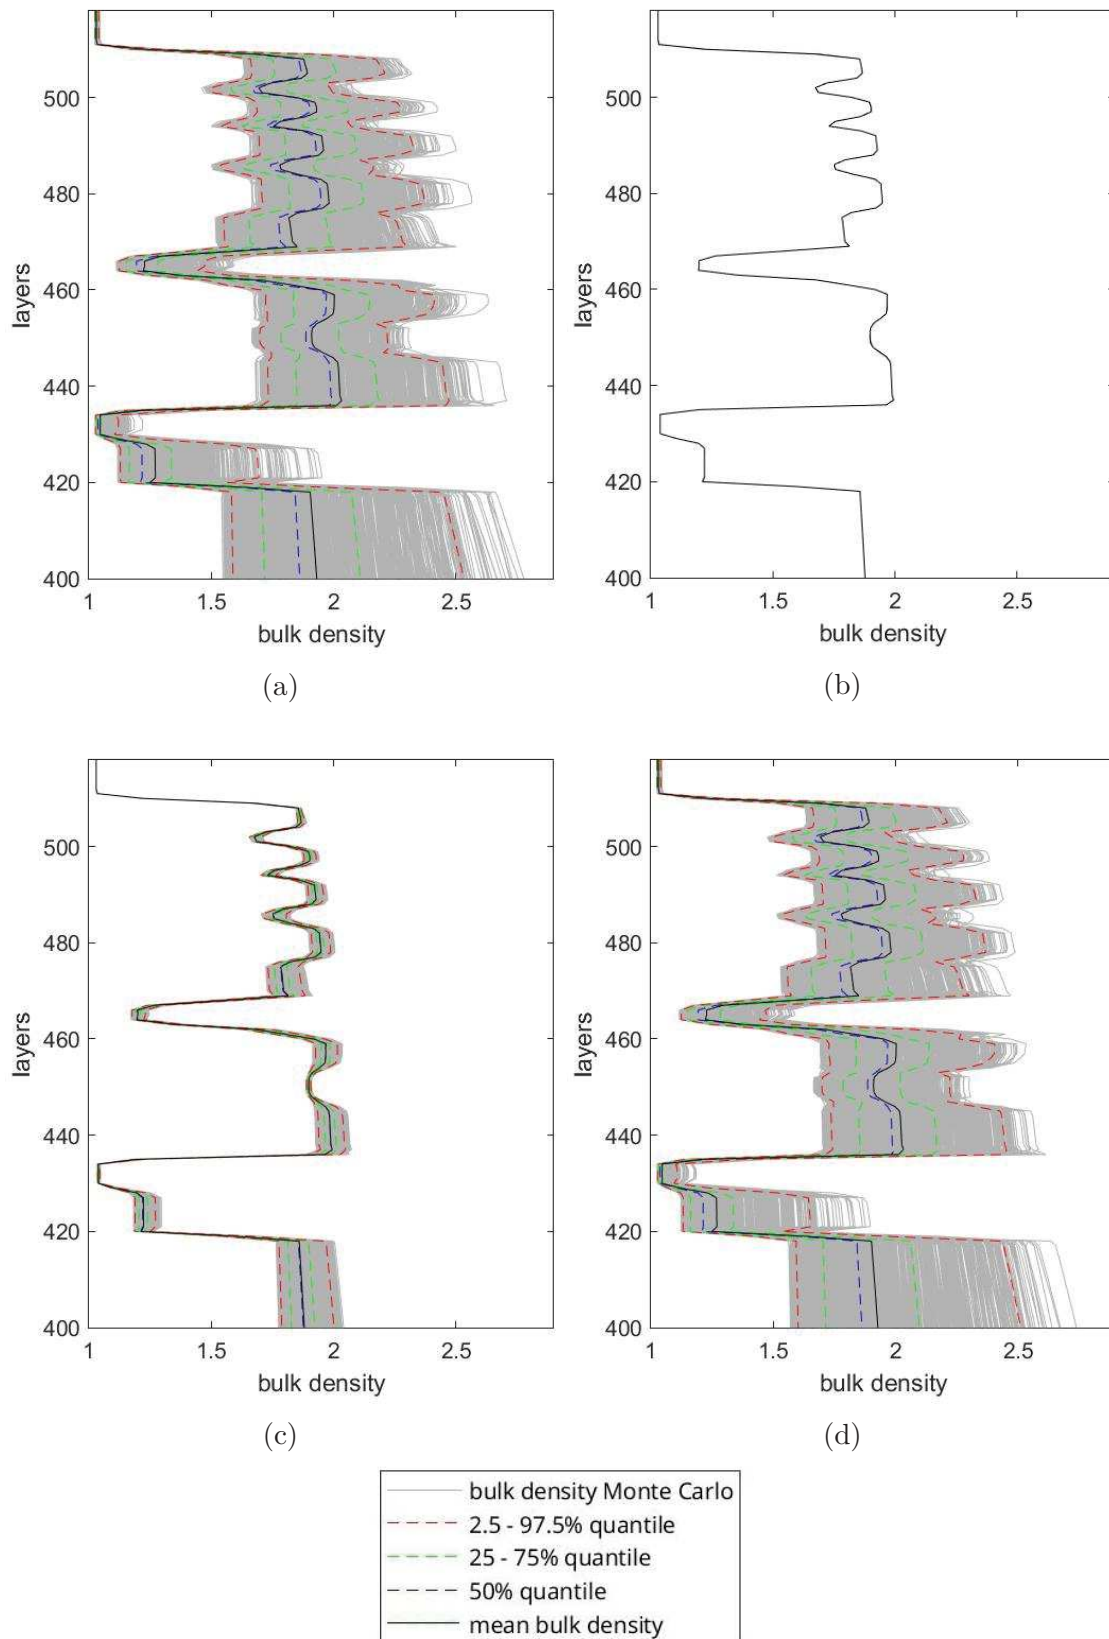 500
480
460
440
420
400
layers
1
1.5
2
2.5
bulk density
(a)
500
480
460
440
420
400
layers
1
1.5
2
2.5
bulk density
(b)
500
480
460
440
420
400
layers
1
1.5
2
2.5
bulk density
(c)
500
480
460
440
420
400
layers
1
1.5
2
2.5
bulk density
(d)
bulk density Monte Carlo
2.5 - 97.5% quantile
25 - 75% quantile
50% quantile
mean bulk density